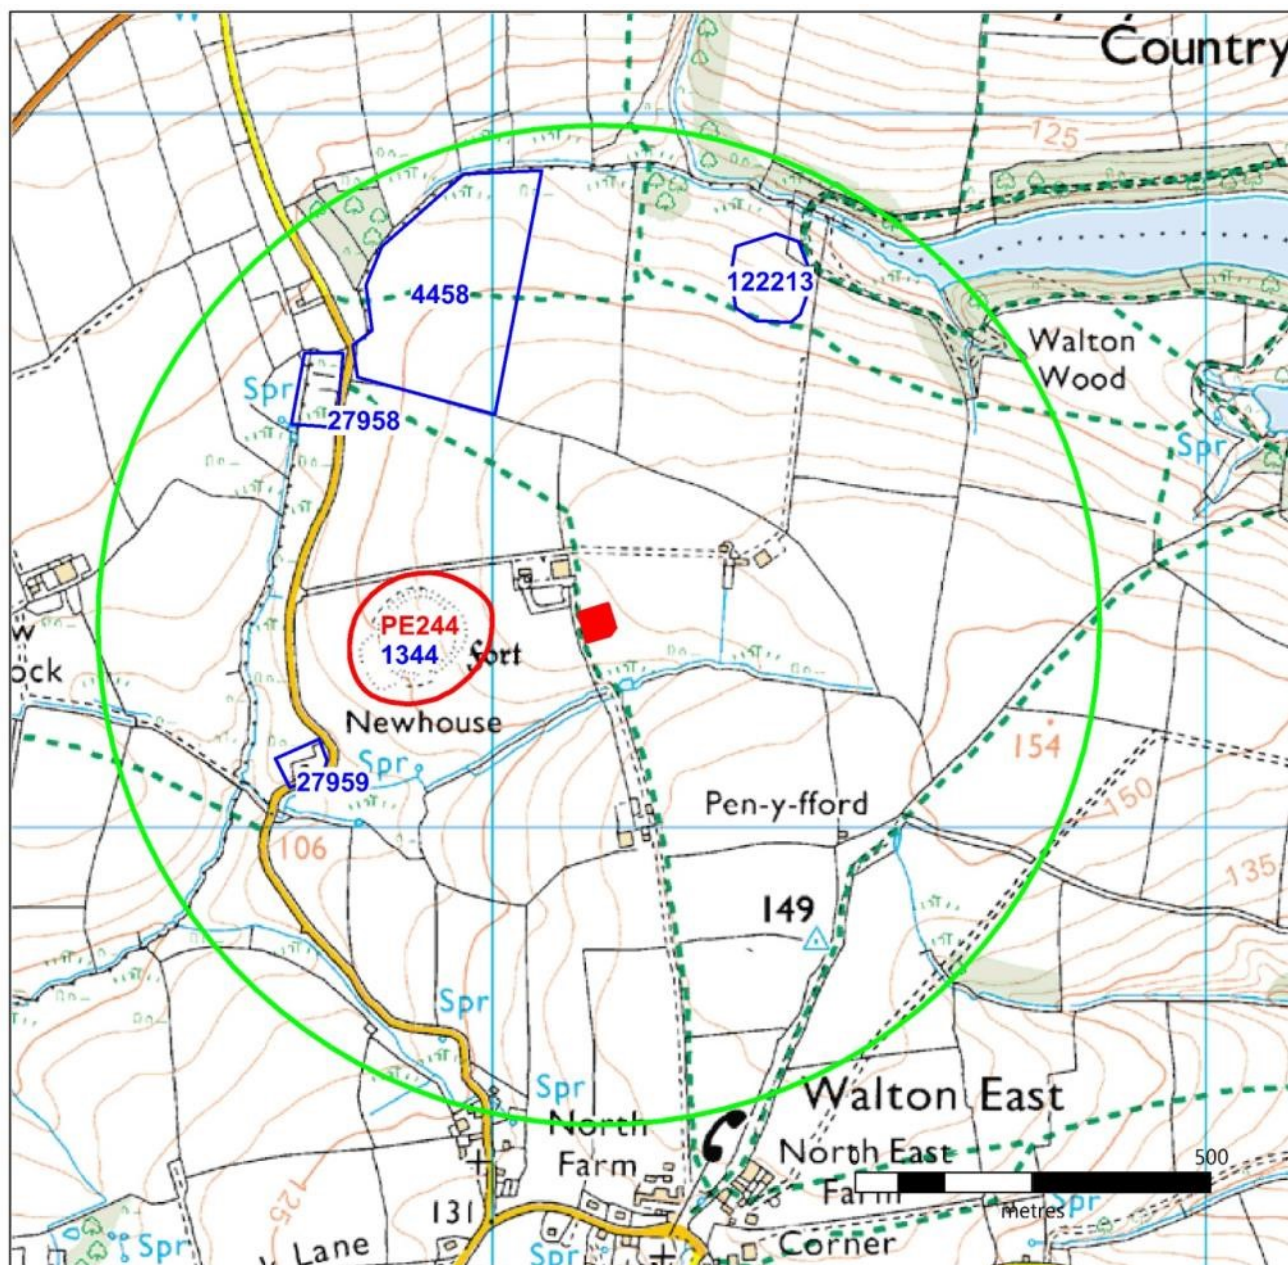 W
Country
125
122213
4458
Walton
Wood
Spr
27958
Spr
PE244
1344
fort
ock
Newhouse
154
27959
Spr
Pen-y-fford
150
106
135
149
Spr
Spr
Walton East
North
Farm
North East
Farm
500
metres
Spr
131
125
Lane
Spr
Spr
Corner